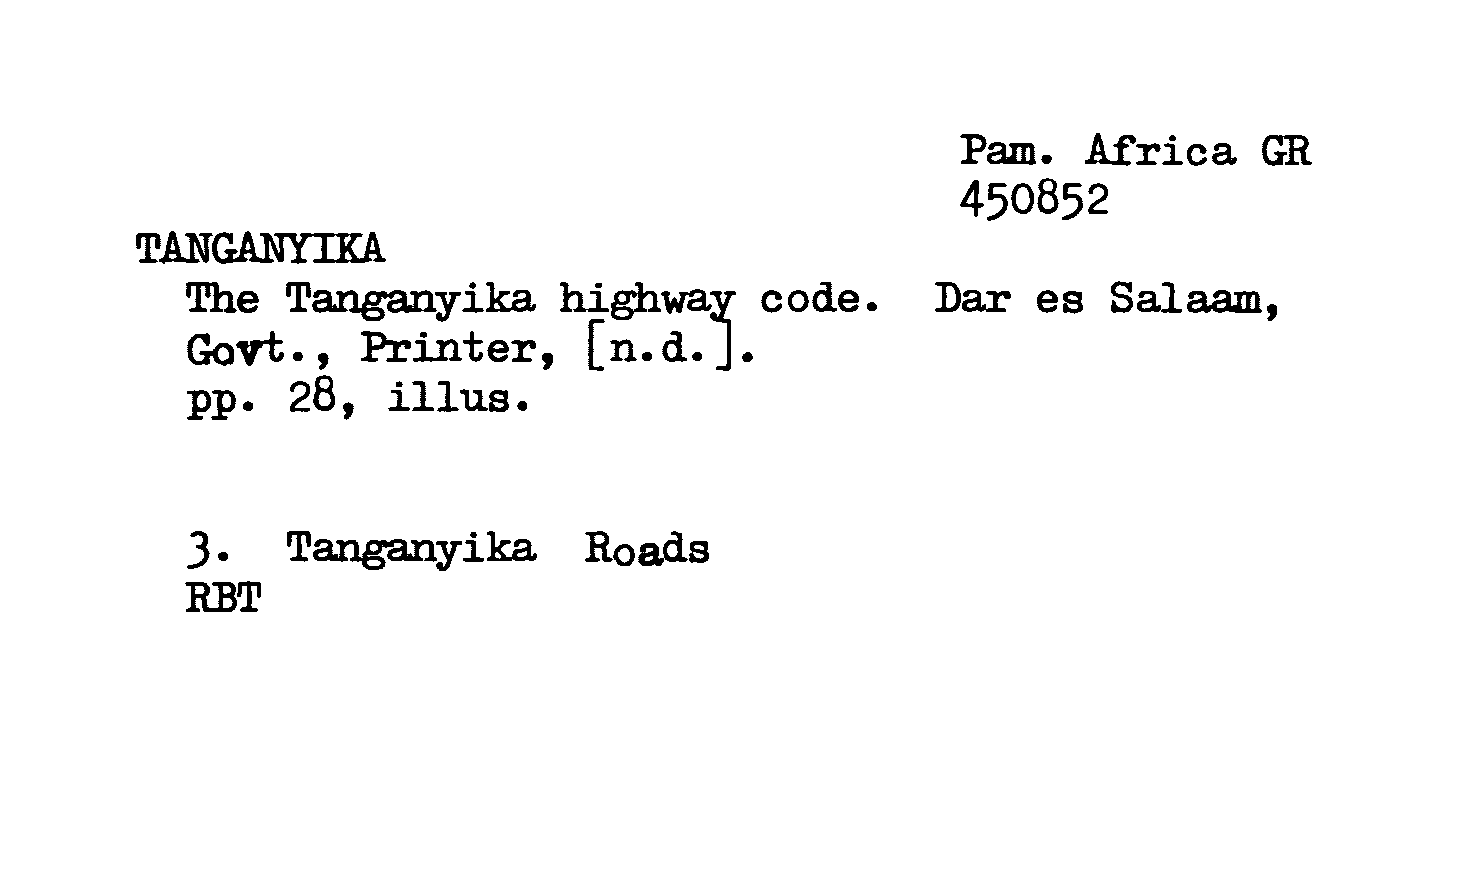 Pam. Africa GR
450852
TANGANYIKA
The Tanganyika highway code.  Dar es Salaam,
Govt., Printer, [n.d.].
pp. 28, illus.
3.  Tanganyika  Roads
RBT